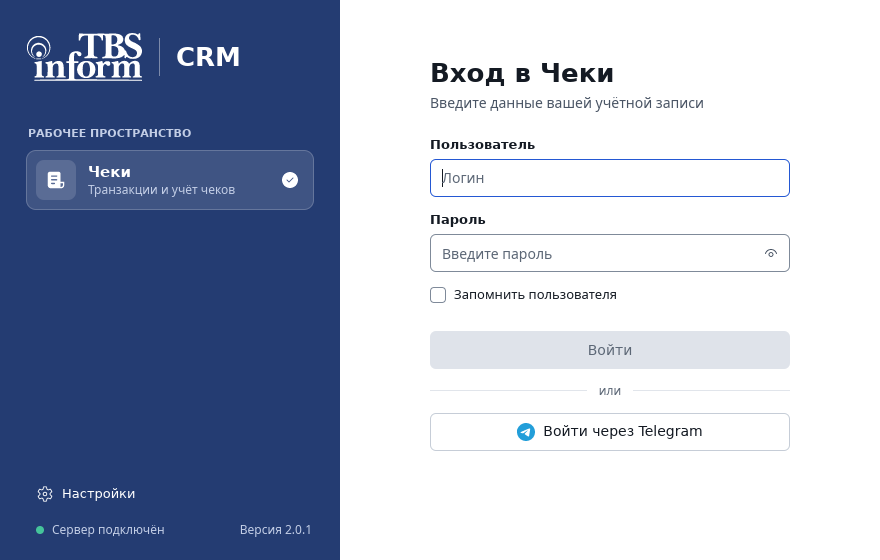 TBS
inform
CRM
РАБОЧЕЕ ПРОСТРАНСТВО
Чеки
Транзакции и учёт чеков
Настройки
Сервер подключён
Версия 2.0.1
Вход в Чеки
Введите данные вашей учётной записи
Пользователь
Логин
Пароль
Введите пароль
Запомнить пользователя
Войти
или
Войти через Telegram